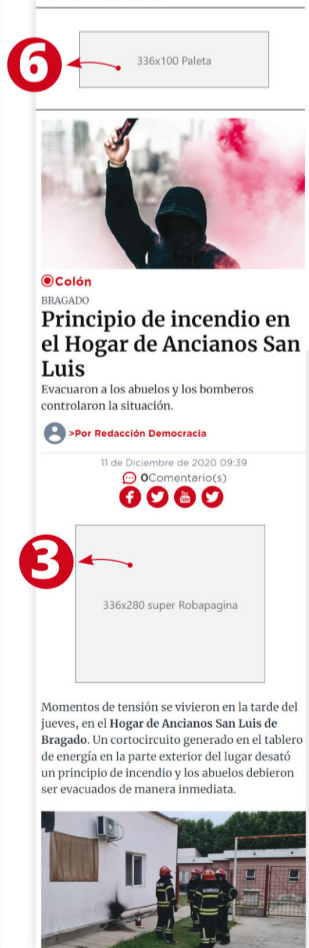 6
336x100 Paleta
Colón
BRAGADO
Principio de incendio en
el Hogar de Ancianos San
Luis
Evacuaron a los abuelos y los bomberos
controlaron la situación.
>Por Redacción Democracia
11 de Diciembre de 2020 09:39
0Comentario(s)
3
336x280 super Robapagina
Momentos de tensión se vivieron en la tarde del
jueves, en el Hogar de Ancianos San Luis de
Bragado. Un cortocircuito generado en el tablero
de energía en la parte exterior del lugar desató
un principio de incendio y los abuelos debieron
ser evacuados de manera inmediata.